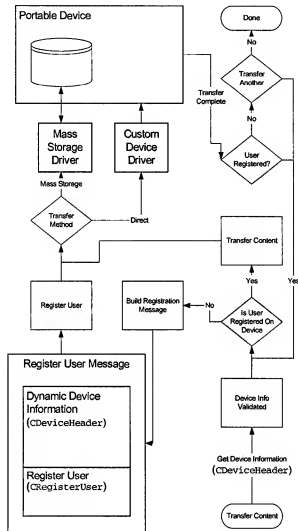 Portable Device
Done
No
Transfer
Another
Transfer
Complete
No
Mass
Storage
Driver
Custom
Device
Driver
User
Registered?
Mass Storage
Transfer
Method
Direct
Transfer Content
Yes
Yes
Register User
Build Registration
Message
No
Is User
Registered On
Device
Register User Message
Dynamic Device
Information
(CDeviceHeader)
Device Info
Validated
Register User
(CRegisterUser)
Get Device Information
(CDeviceHeader)
Transfer Content